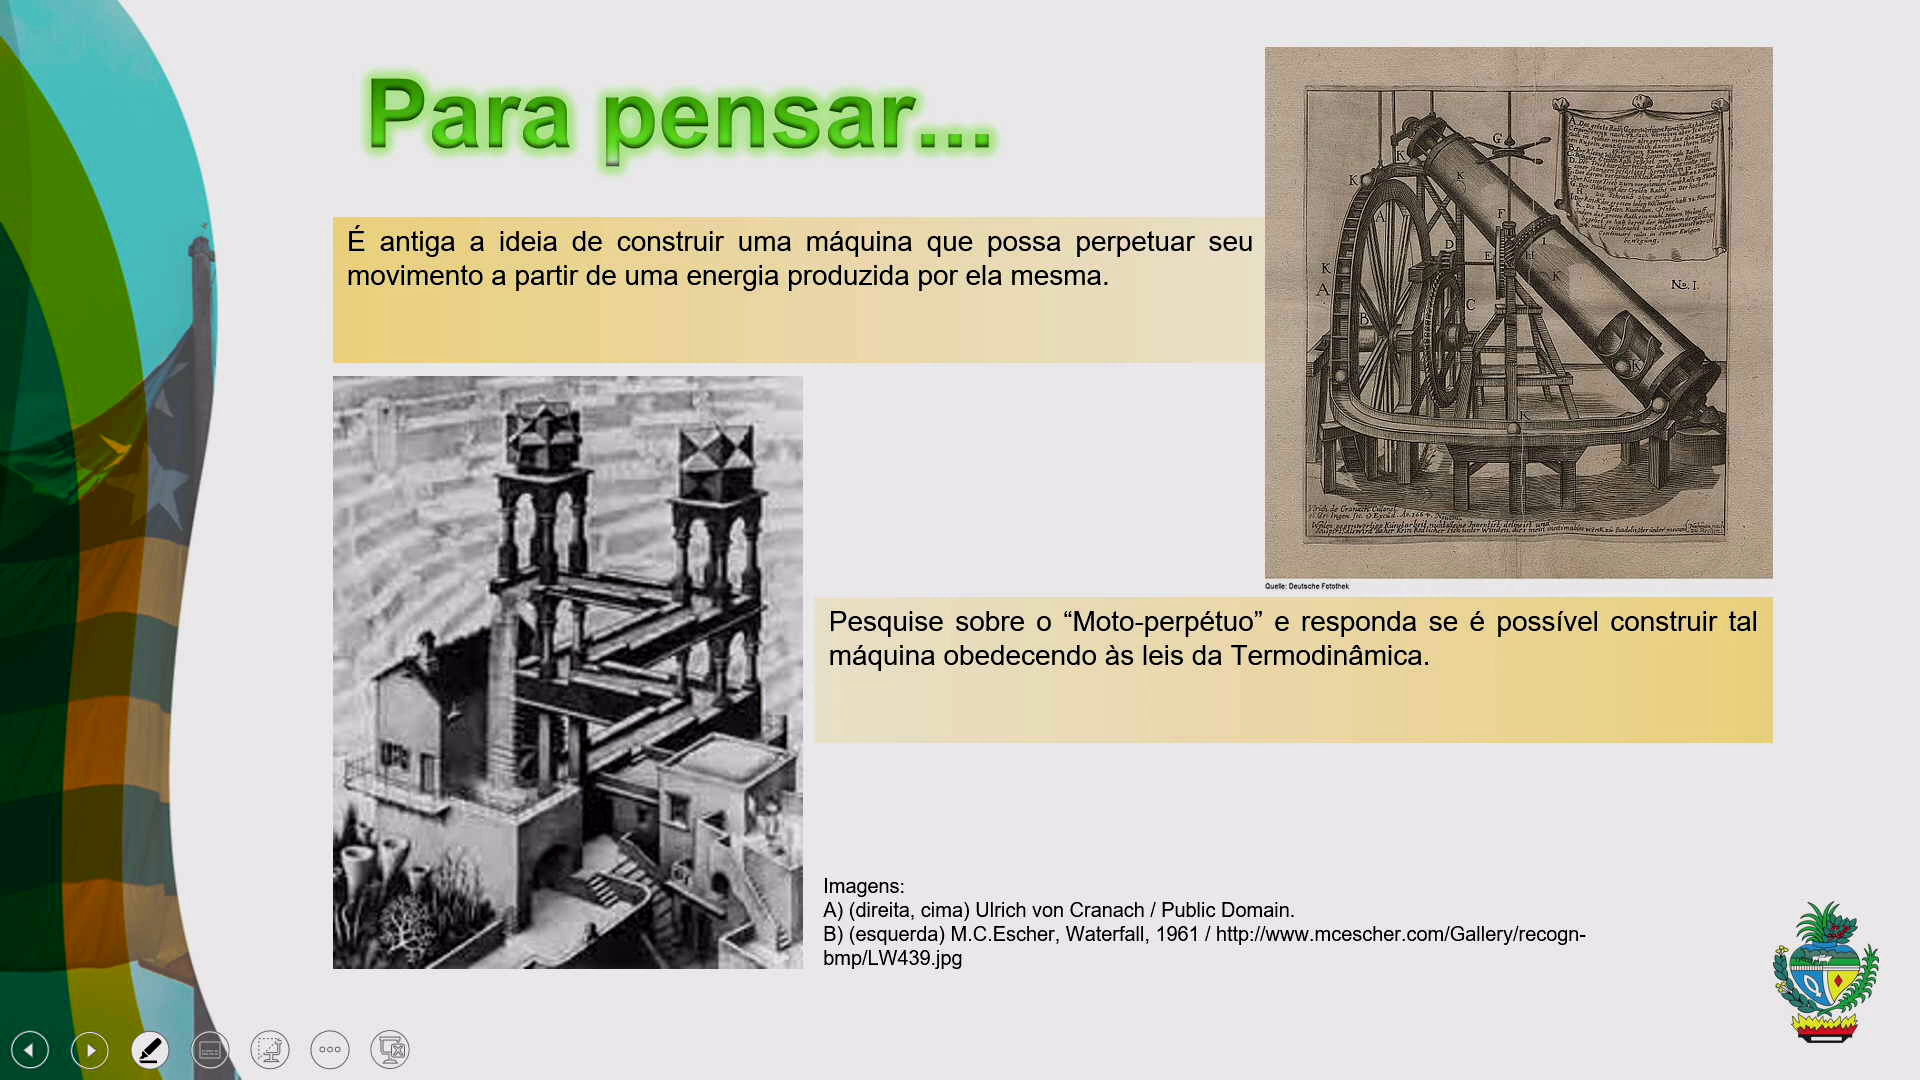 Para pensar...
É antiga a ideia de construir uma máquina que possa perpetuar seu
movimento a partir de uma energia produzida por ela mesma.
G
K
K
K
A
F
D
I
E
H
K
K
A
C
B
No. I.
K
K
Quelle: Deutsche Fotothek
Pesquise sobre o “Moto-perpétuo” e responda se é possível construir tal
máquina obedecendo às leis da Termodinâmica.
Imagens:
A) (direita, cima) Ulrich von Cranach / Public Domain.
B) (esquerda) M.C.Escher, Waterfall, 1961 / http://www.mcescher.com/Gallery/recogn-
bmp/LW439.jpg